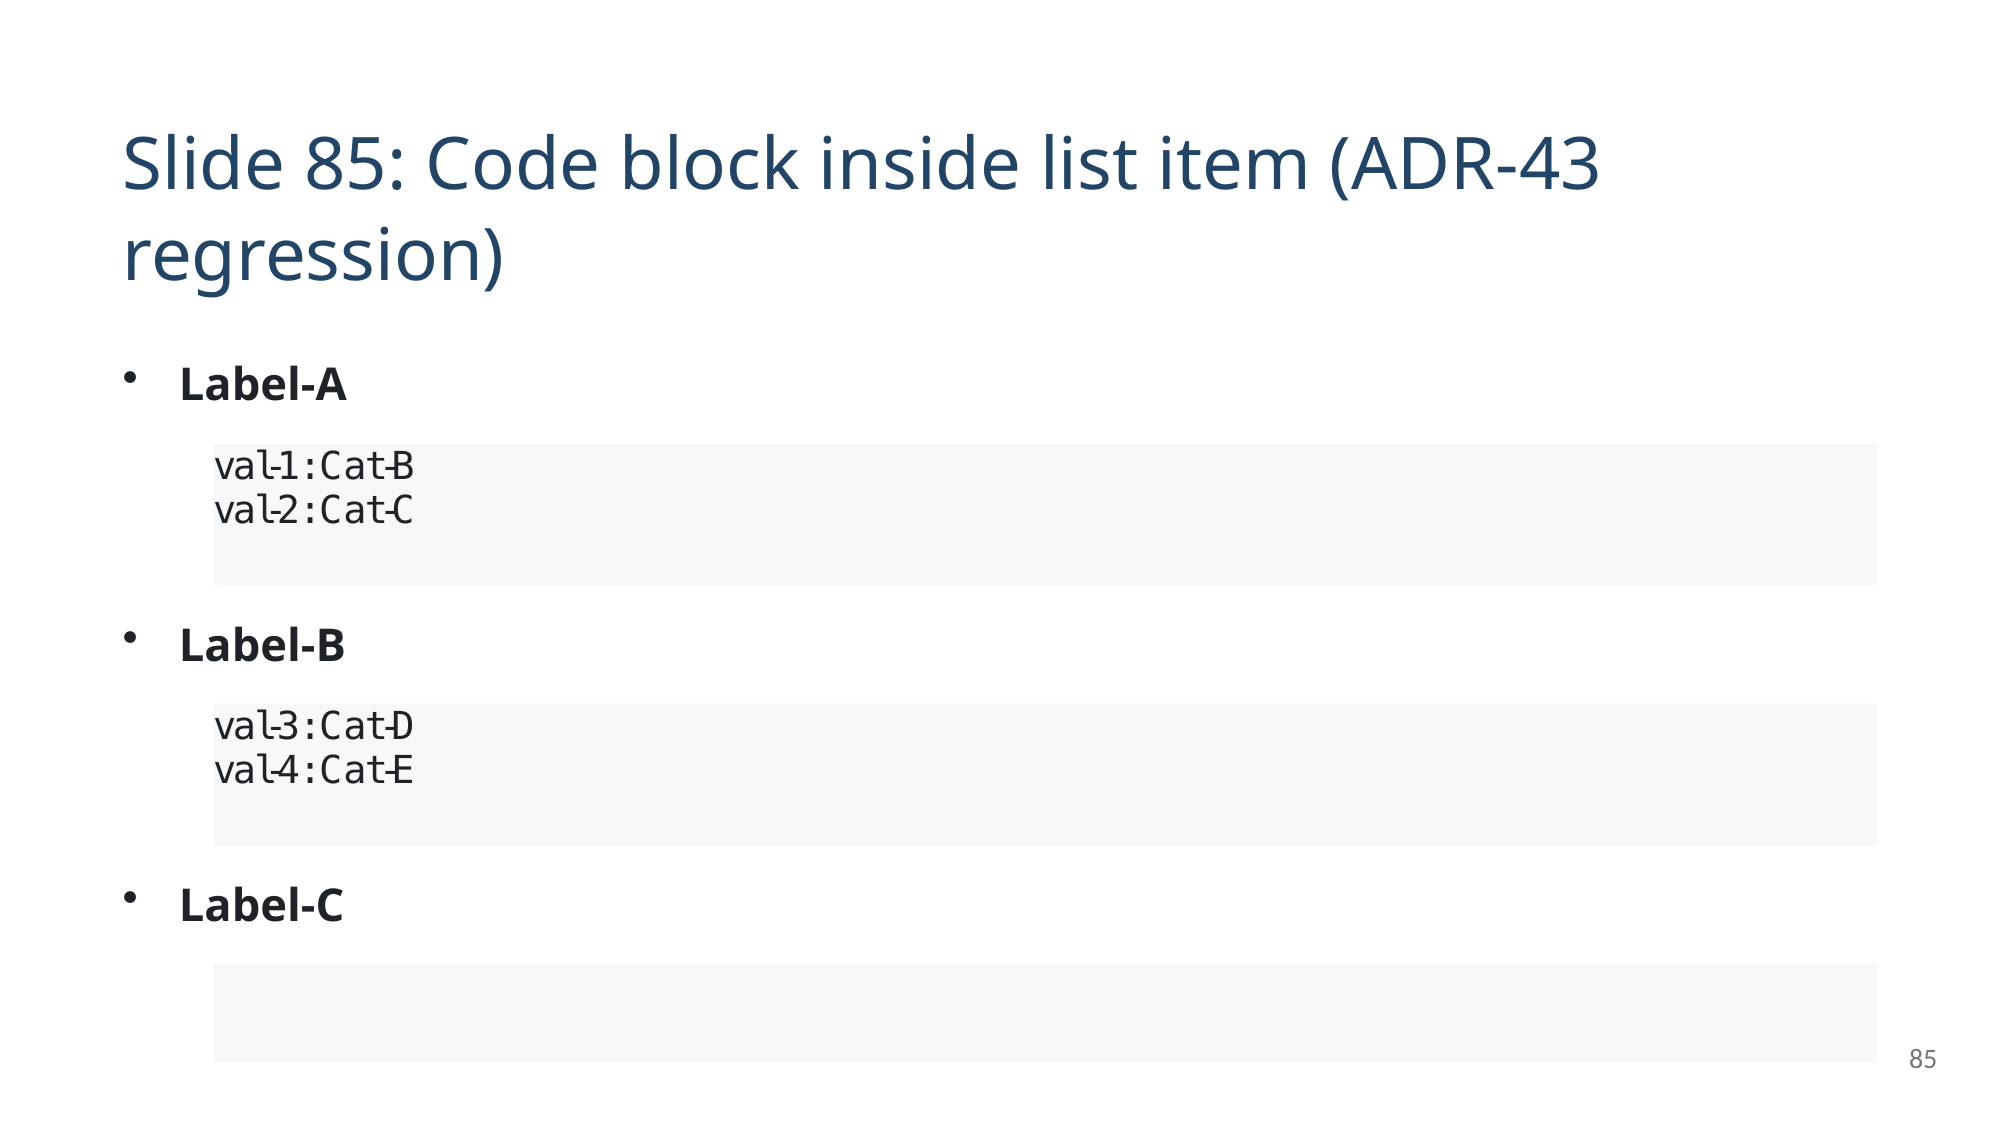 Slide 85: Code block inside list item (ADR-43
regression)
• Label-A
val-1:Cat-B
val-2:Cat-C
• Label-B
val-3:Cat-D
val-4:Cat-E
• Label-C
85